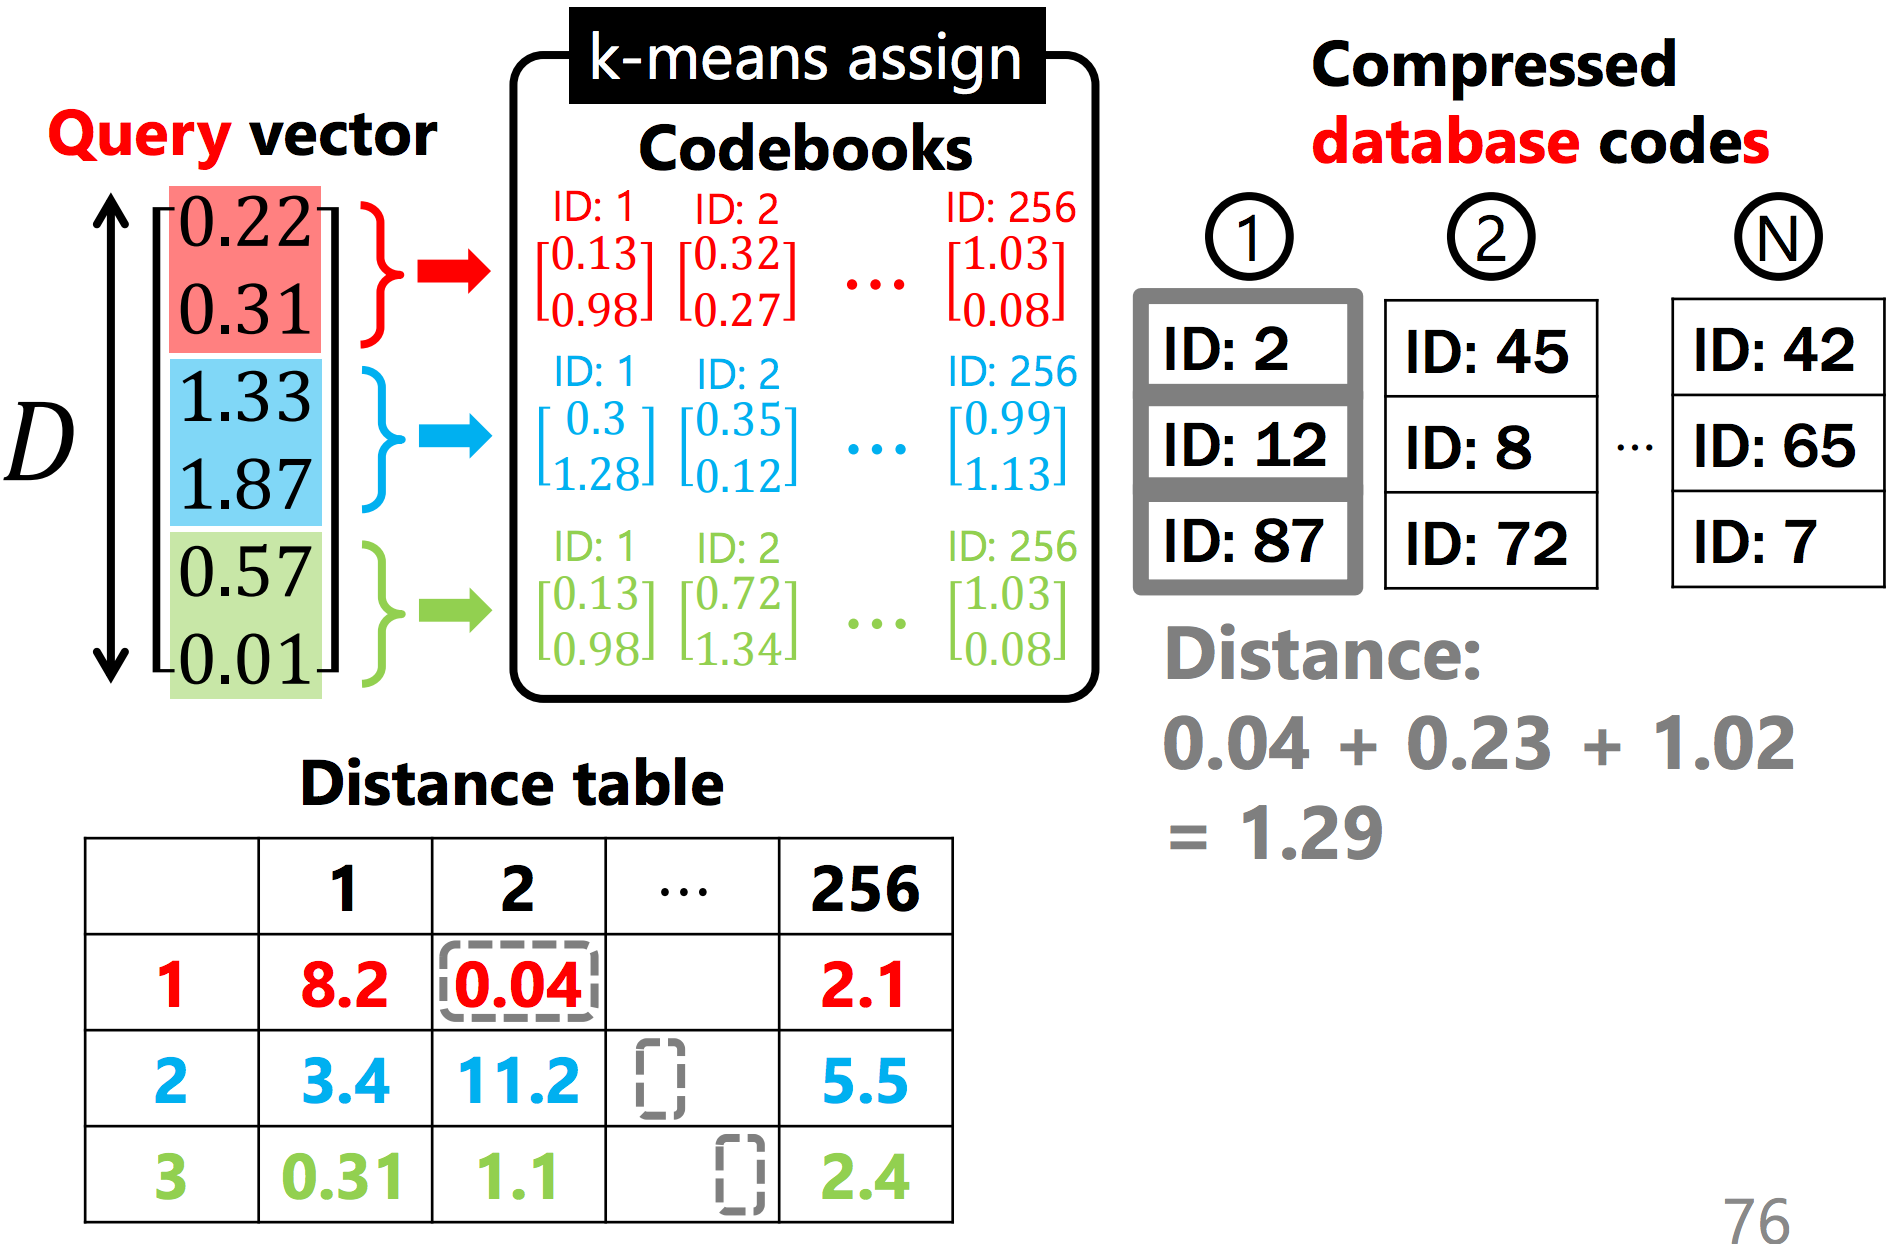 k-means assign
Query vector
D
0.22
0.31
1.33
1.87
0.57
0.01
Codebooks
ID: 1 ID: 2 ID: 256
0.13 0.32 ... 1.03
0.98 0.27 0.08
ID: 1 ID: 2 ID: 256
0.3 0.35 ... 0.99
1.28 0.12 1.13
ID: 1 ID: 2 ID: 256
0.13 0.72 ... 1.03
0.98 1.34 0.08
Compressed
database codes
1 2 N
ID: 2 ID: 45 ID: 42
ID: 12 ID: 8 ... ID: 65
ID: 87 ID: 72 ID: 7
Distance:
0.04 + 0.23 + 1.02
= 1.29
Distance table
1 2 ... 256
1 8.2 0.04 2.1
2 3.4 11.2 5.5
3 0.31 1.1 2.4
76